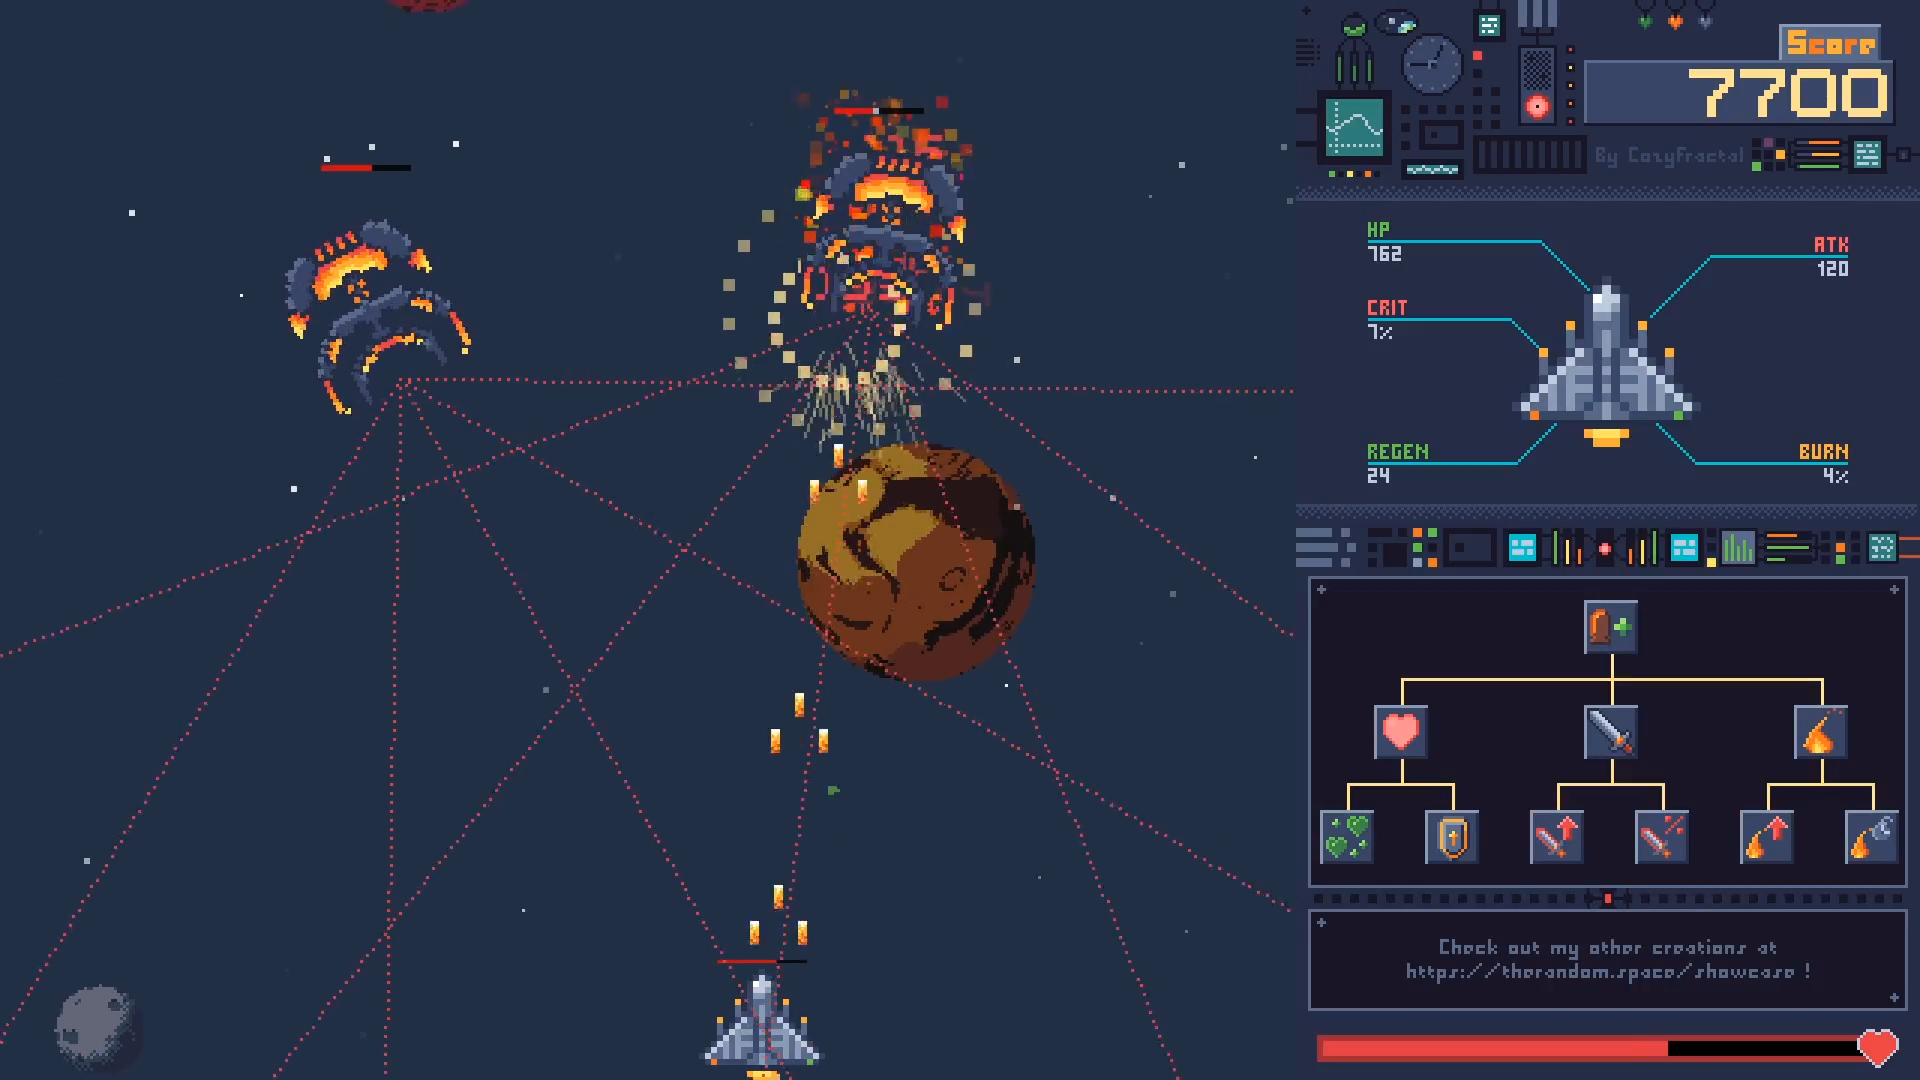 Score
7700
By CozyFractal
HP
762
ATK
120
CRIT
7%
REGEN
24
BURN
4%
Check out my other creations at
https://therandom.space/showcase !